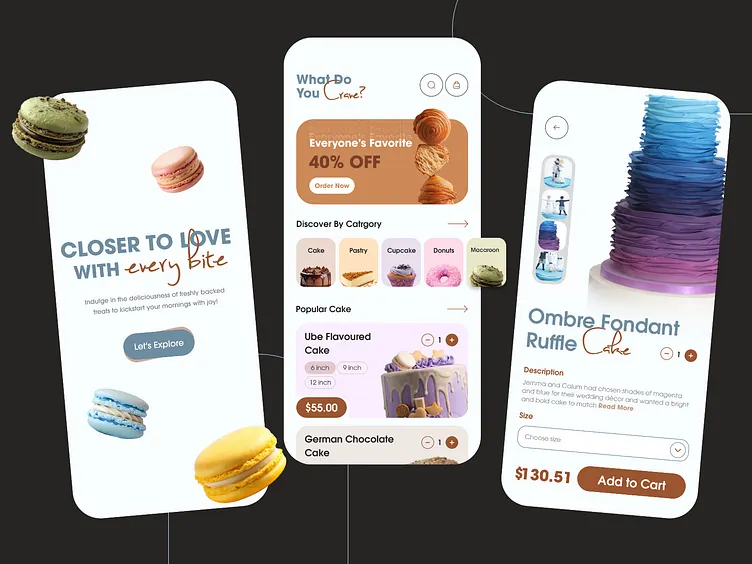 CLOSER TO LOVE
WITH every bite
Indulge in the deliciousness of freshly backed
treats to kickstart your mornings with joy!
Let's Explore
What Do
You Crave?
Everyone's Favorite
Everyone's Favorite
40% OFF
Order Now
Discover By Catrgory
Cake
Pastry
Cupcake
Donuts
Macaroon
Popular Cake
Ube Flavoured
Cake
1
6 inch
9 inch
12 inch
$55.00
German Chocolate
Cake
1
Ombre Fondant
Ruffle Cake
1
Description
Jemma and Calum had chosen shades of magenta
and blue for their wedding décor and wanted a bright
and bold cake to match Read More
Size
Choose size
$130.51
Add to Cart